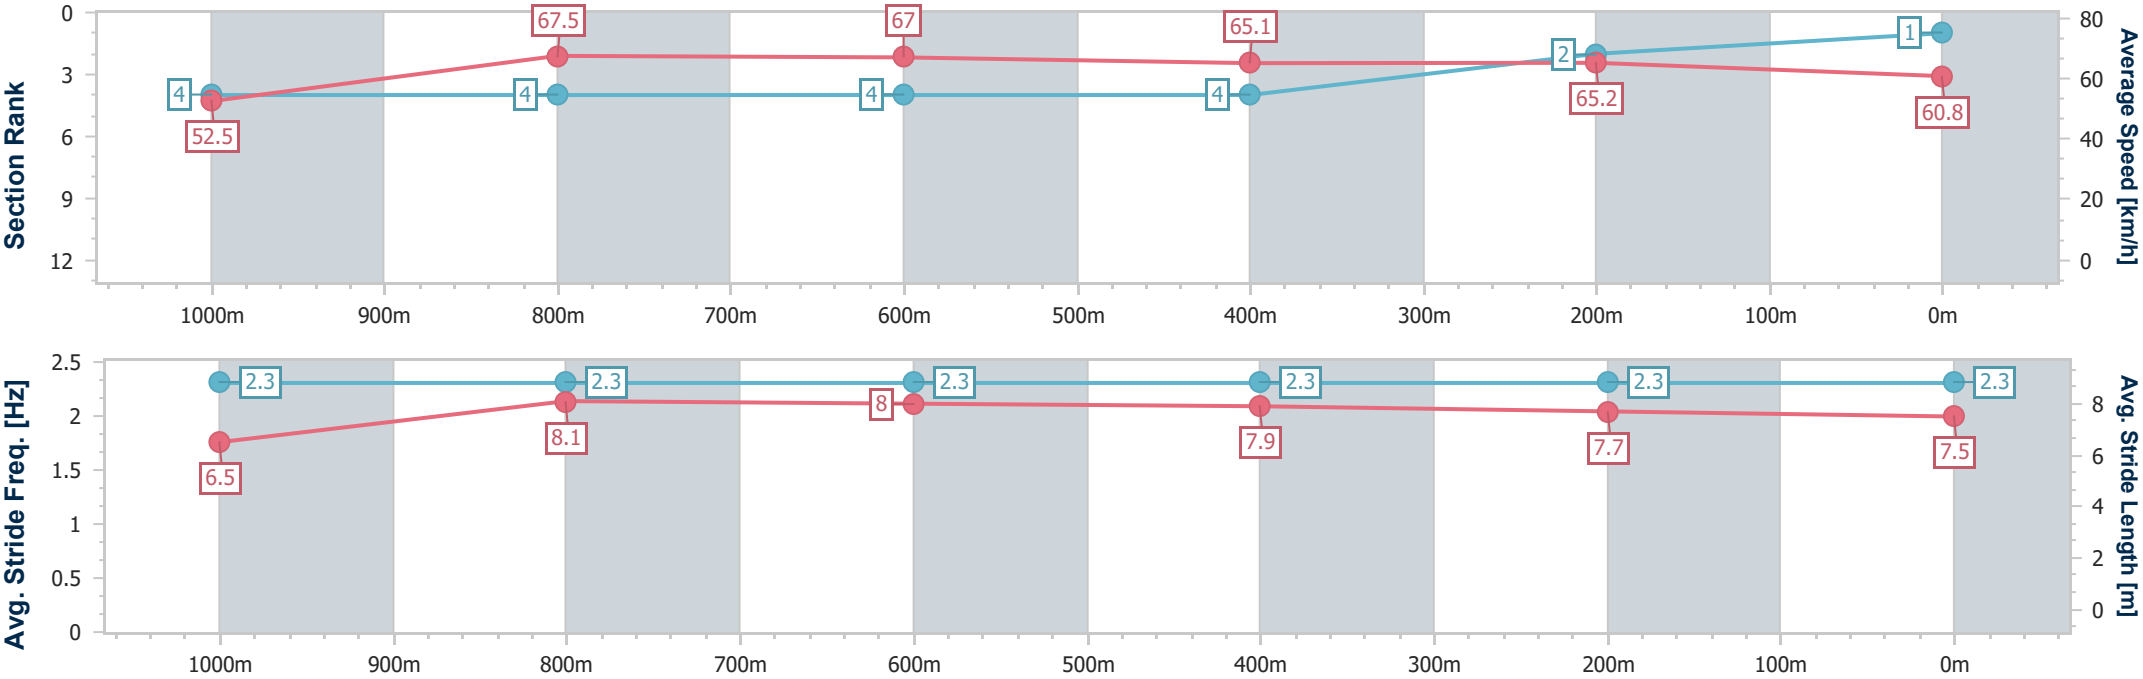 Section Rank
0
3
6
9
12
67.5
67
65.1
4
4
4
4
2
1
52.5
65.2
60.8
80
60
40
20
0
Average Speed [km/h]
1000m
900m
800m
700m
600m
500m
400m
300m
200m
100m
0m
Avg. Stride Freq. [Hz]
2.5
2
1.5
1
0.5
0
2.3
2.3
2.3
2.3
2.3
2.3
6.5
8.1
8
7.9
7.7
7.5
8
6
4
2
0
Avg. Stride Length [m]
1000m
900m
800m
700m
600m
500m
400m
300m
200m
100m
0m